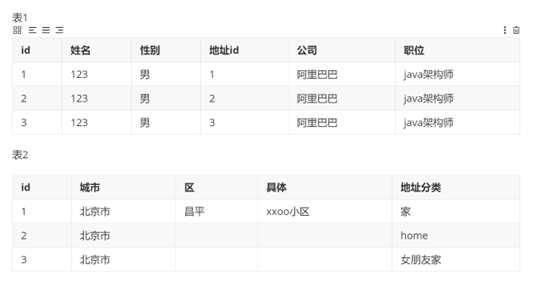 表1
id 姓名 性别 地址id 公司 职位
1 123 男 1 阿里巴巴 java架构师
2 123 男 2 阿里巴巴 java架构师
3 123 男 3 阿里巴巴 java架构师
表2
id 城市 区 具体 地址分类
1 北京市 昌平 xxoo小区 家
2 北京市 home
3 北京市 女朋友家